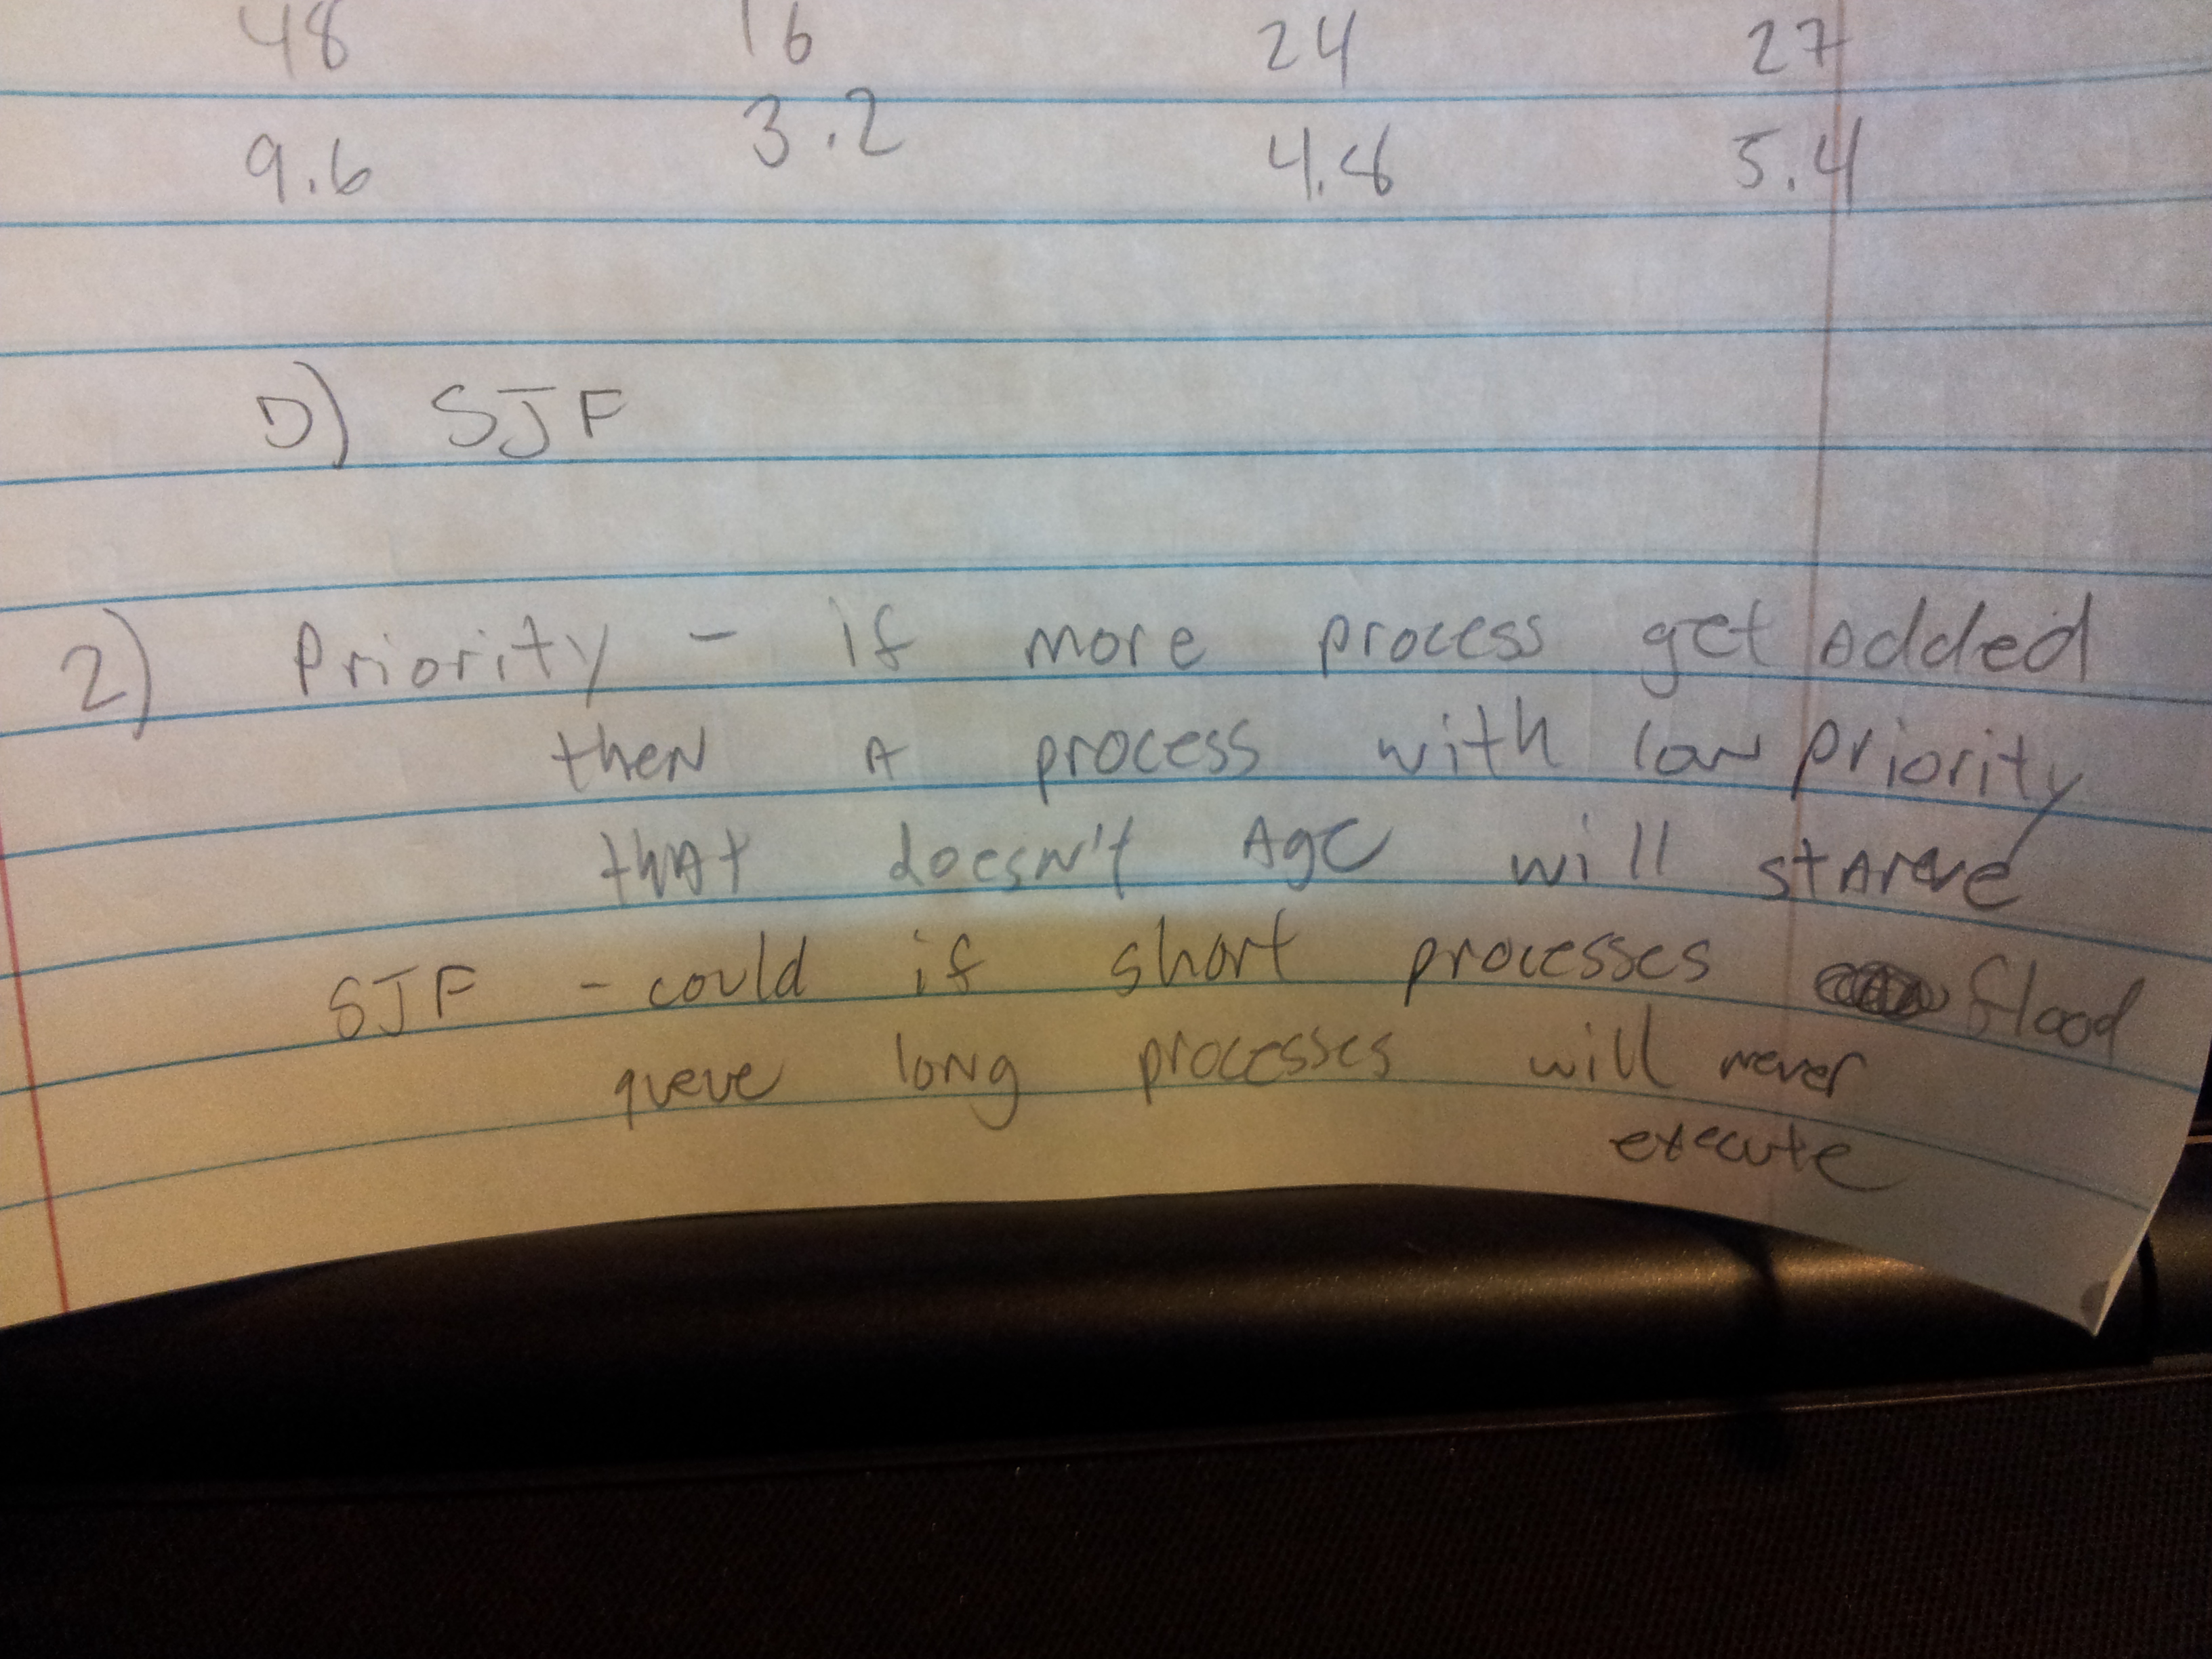 48 16 24 27
9.6 3.2 4.8 5.4
D) SJF
2) Priority - if more process get Added
then A process with low priority
that doesn't Age will starve
SJF - could if short processes flood
queue long processes will never
execute